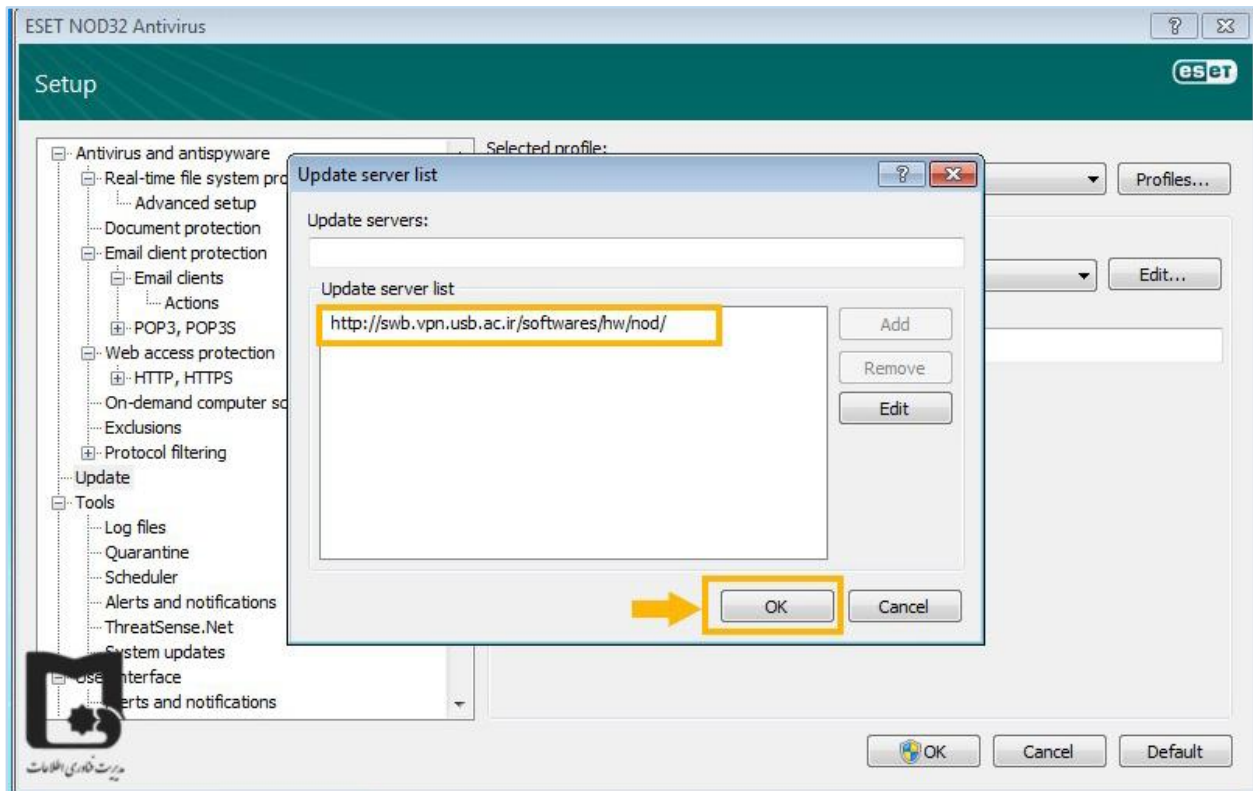 ESET NOD32 Antivirus
Setup
eset
Antivirus and antispyware
Real-time file system pro
Advanced setup
Document protection
Email client protection
Email clients
Actions
POP3, POP3S
Web access protection
HTTP, HTTPS
On-demand computer sc
Exclusions
Protocol filtering
Update
Tools
Log files
Quarantine
Scheduler
Alerts and notifications
ThreatSense.Net
System updates
User interface
Alerts and notifications
Selected profile:
Profiles...
Edit...
Update server list
Update servers:
Update server list
http://swb.vpn.usb.ac.ir/softwares/hw/nod/
Add
Remove
Edit
OK
Cancel
OK
Cancel
Default
مدیریت فناوری اطلاعات